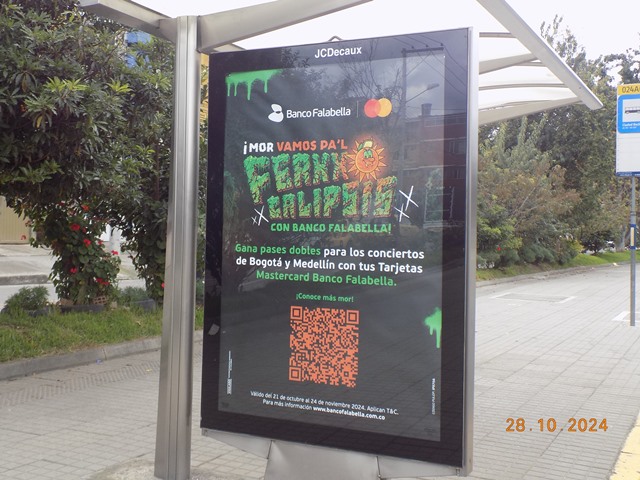 JCDecaux
Banco Falabella
¡MOR VAMOS PA'L
FERXXO
CALIPSIS
CON BANCO FALABELLA!
Gana pases dobles para los conciertos
de Bogotá y Medellín con tus Tarjetas
Mastercard Banco Falabella.
¡Conoce más mor!
Válido del 21 de octubre al 24 de noviembre 2024. Aplican T&C.
Para más información www.bancofalabella.com.co
024A
28.10.2024